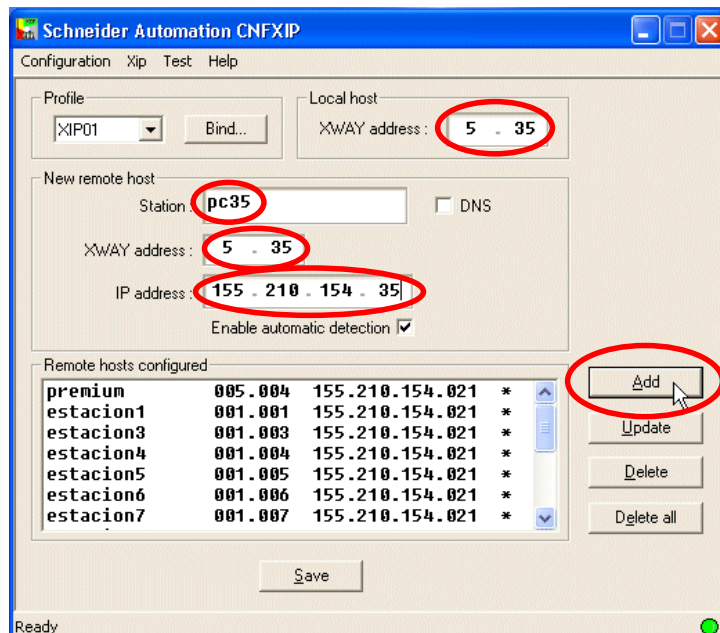 Schneider Automation CNFXIP
Configuration Xip Test Help
Profile
XIP01 Bind...
Local host
XWAY address : 5 . 35
New remote host
Station : pc35 DNS
XWAY address : 5 . 35
IP address : 155 . 210 . 154 . 35
Enable automatic detection
Remote hosts configured
premium 005.004 155.210.154.021 *
estacion1 001.001 155.210.154.021 *
estacion3 001.003 155.210.154.021 *
estacion4 001.004 155.210.154.021 *
estacion5 001.005 155.210.154.021 *
estacion6 001.006 155.210.154.021 *
estacion7 001.007 155.210.154.021 *
Add
Update
Delete
Delete all
Save
Ready